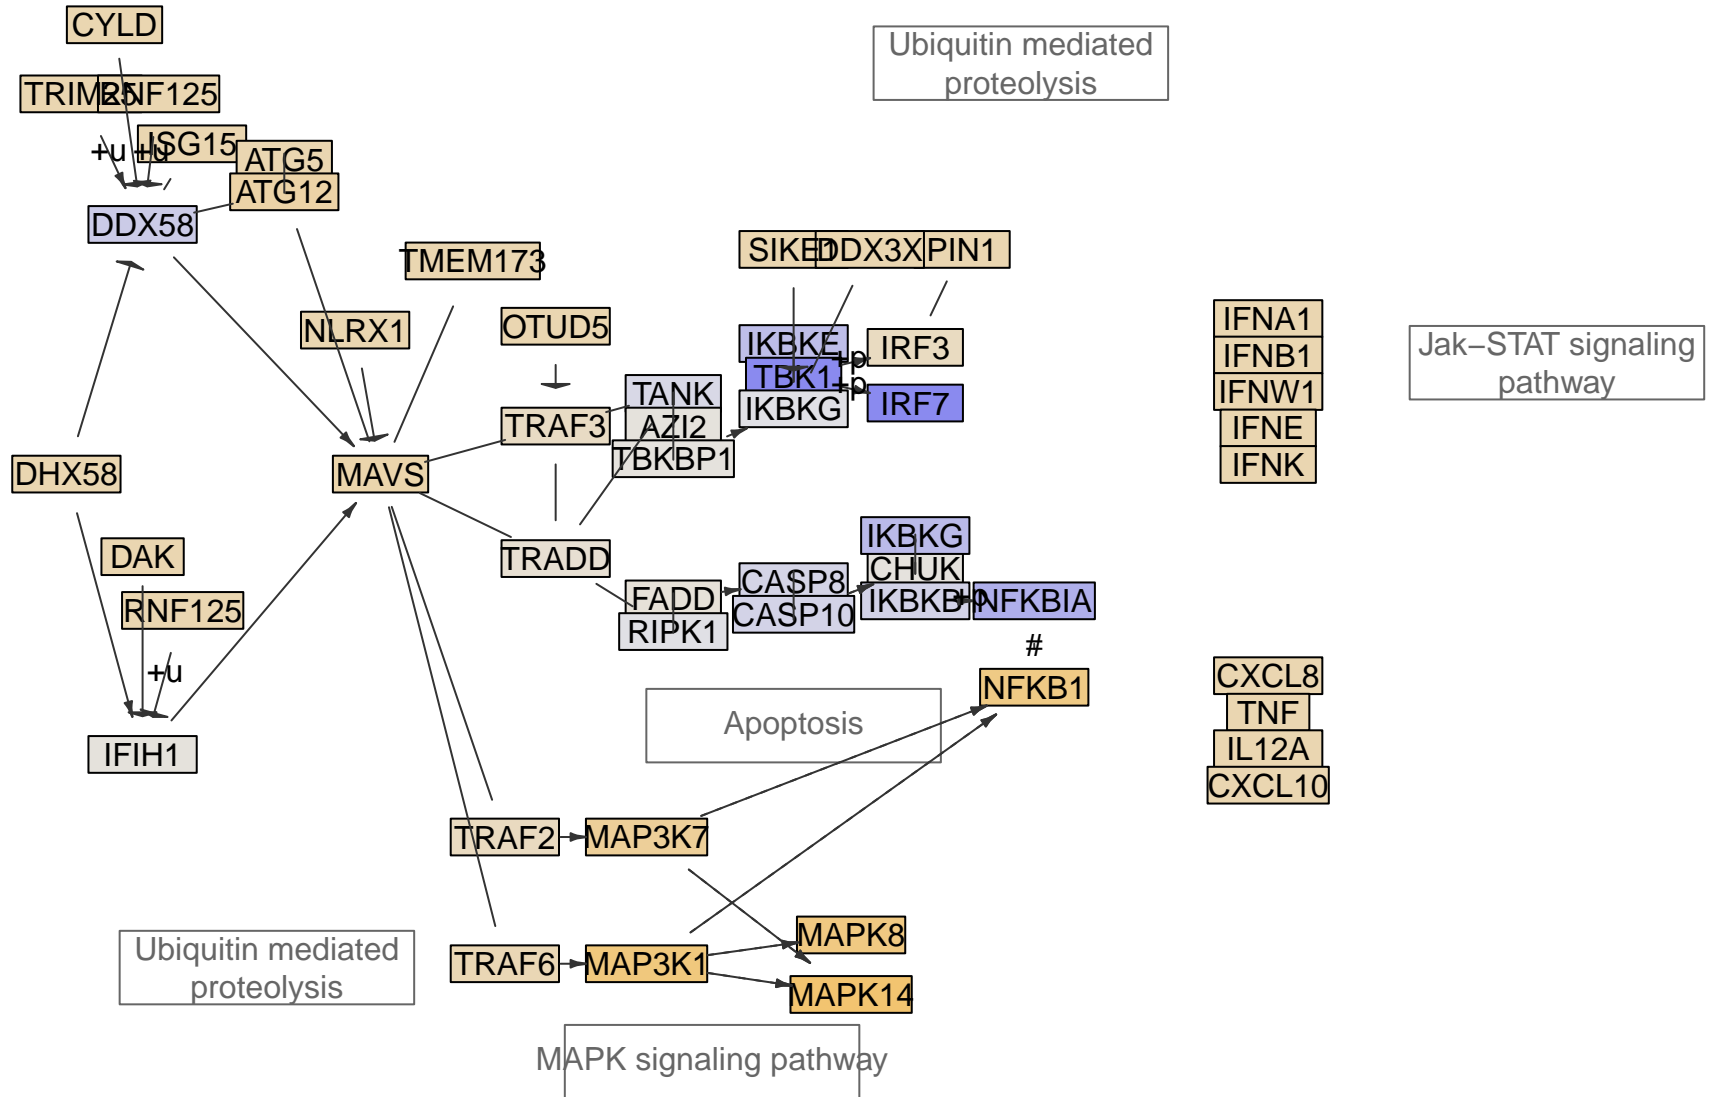 CYLD
Ubiquitin mediated
proteolysis
TRIM25
RNF125
ISG15
+u
+u
ATG5
ATG12
DDX58
TMEM173
SIKE1
DDX3X
PIN1
NLRX1
OTUD5
IKBKE
+p
IRF3
TBK1
+p
IRF7
IKBKG
IFNA1
IFNB1
IFNW1
IFNE
IFNK
Jak−STAT signaling
pathway
TANK
AZI2
TBKBP1
TRAF3
DHX58
MAVS
DAK
RNF125
+u
IFIH1
TRADD
FADD
RIPK1
CASP8
CASP10
IKBKG
CHUK
IKBKB
+p
NFKBIA
#
NFKB1
CXCL8
TNF
IL12A
CXCL10
Apoptosis
TRAF2
MAP3K7
MAPK8
TRAF6
MAP3K1
MAPK14
Ubiquitin mediated
proteolysis
MAPK signaling pathway